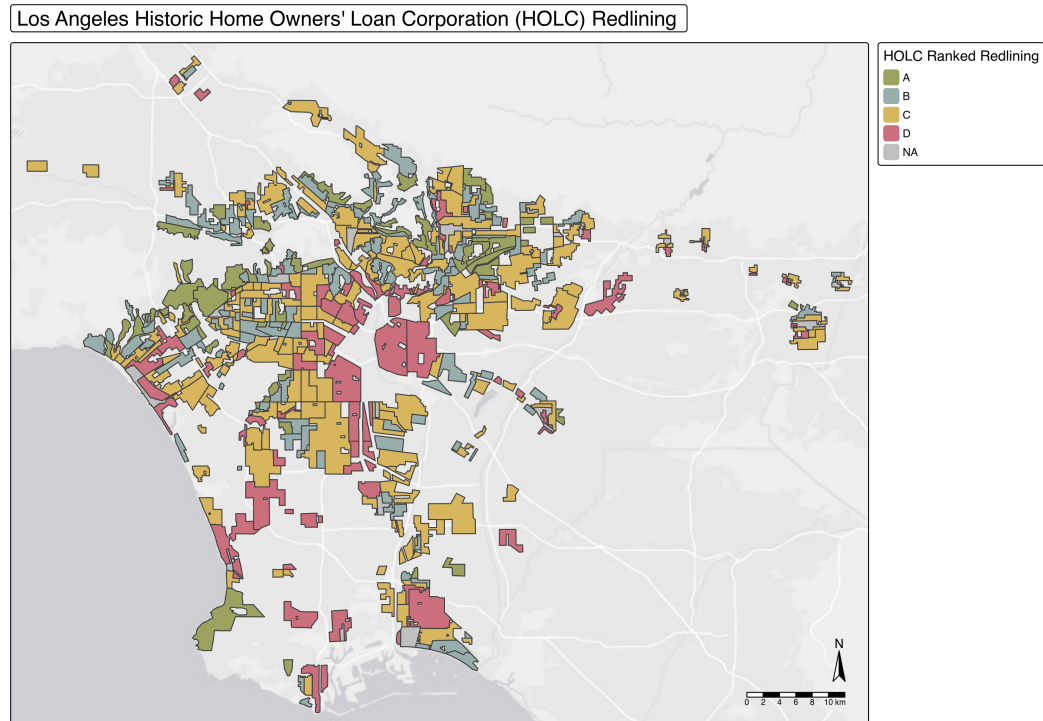 Los Angeles Historic Home Owners' Loan Corporation (HOLC) Redlining
HOLC Ranked Redlining
A
B
C
D
NA
N
0 2 4 6 8 10 km